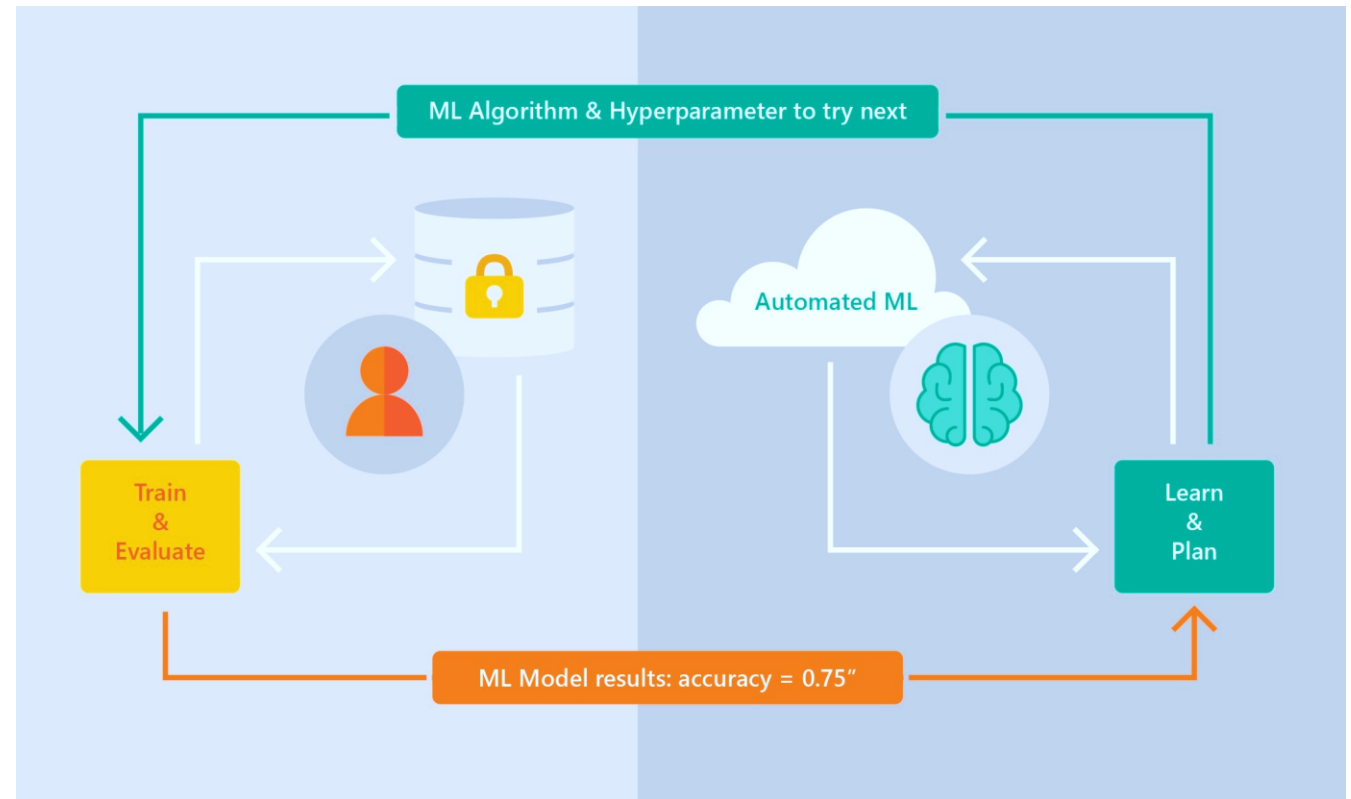 ML Algorithm & Hyperparameter to try next
Automated ML
Train
&
Evaluate
Learn
&
Plan
ML Model results: accuracy = 0.75″